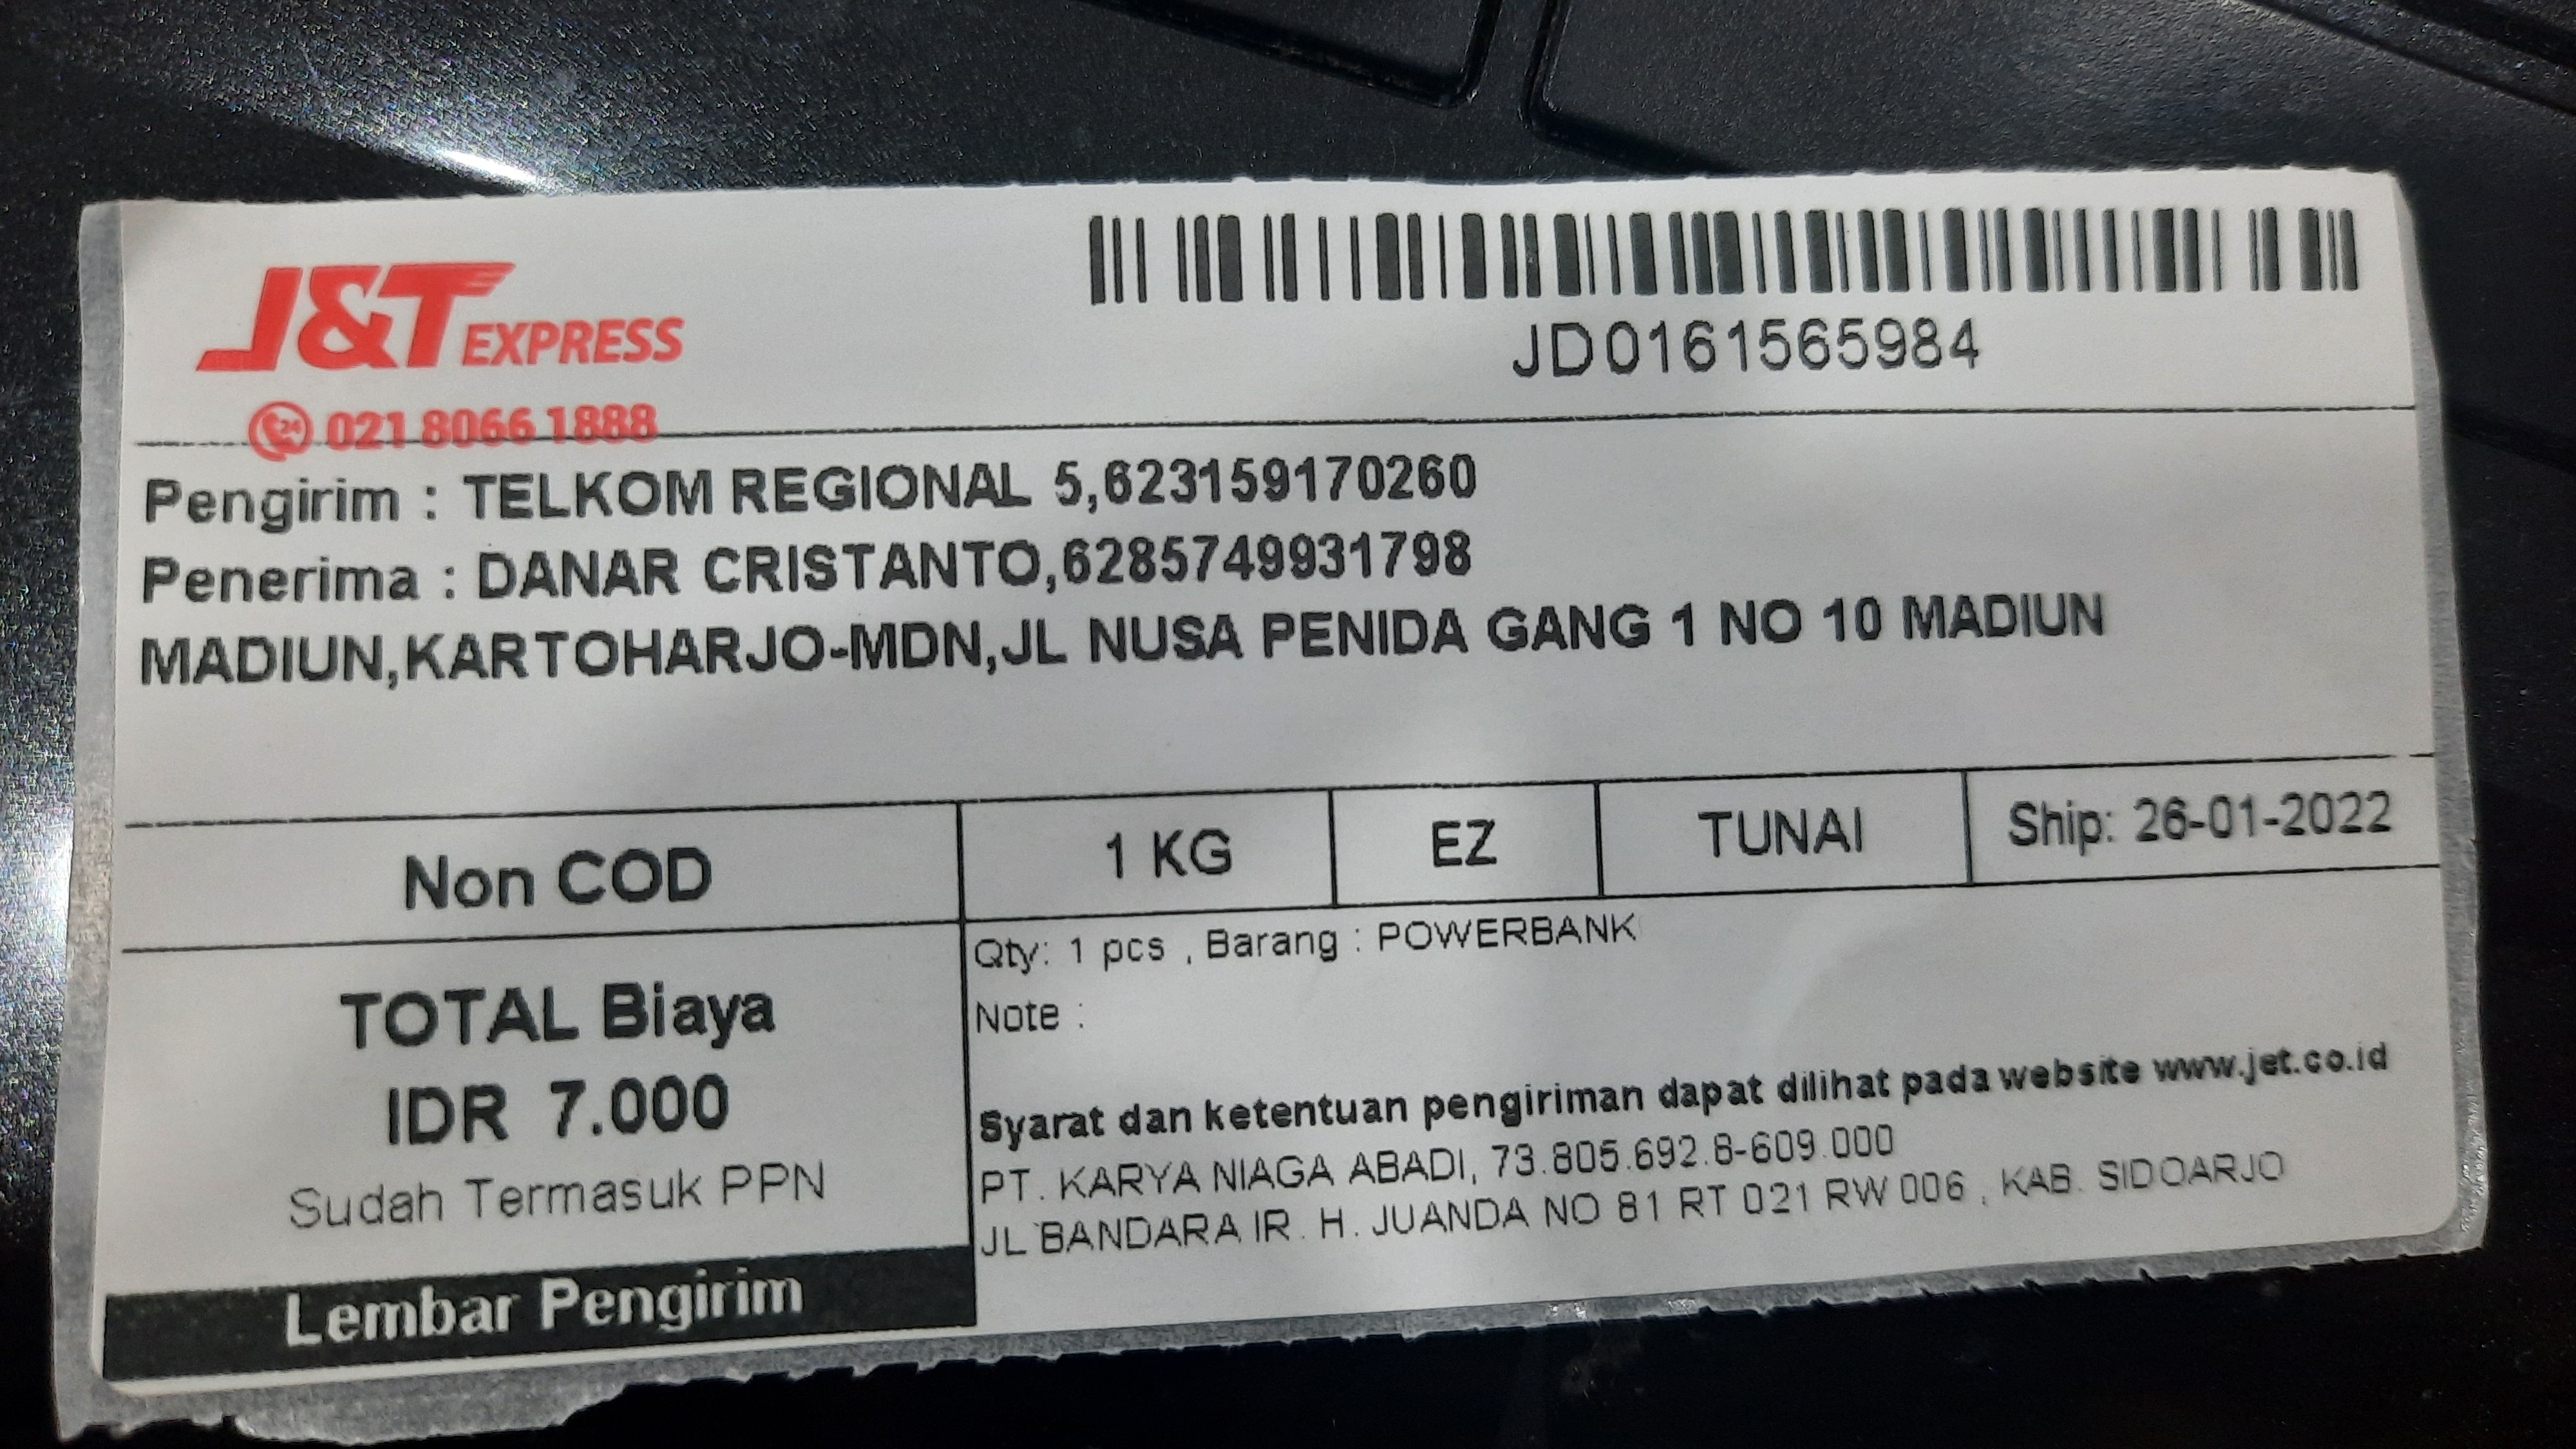 J&T EXPRESS
24 021 8066 1888
JD0161565984
Pengirim : TELKOM REGIONAL 5,623159170260
Penerima : DANAR CRISTANTO,6285749931798
MADIUN,KARTOHARJO-MDN,JL NUSA PENIDA GANG 1 NO 10 MADIUN
Non COD
1 KG
EZ
TUNAI
Ship: 26-01-2022
TOTAL Biaya
IDR 7.000
Sudah Termasuk PPN
Lembar Pengirim
Qty: 1 pcs , Barang : POWERBANK
Note :
Syarat dan ketentuan pengiriman dapat dilihat pada website www.jet.co.id
PT. KARYA NIAGA ABADI, 73.805.692.8-609.000
JL BANDARA IR. H. JUANDA NO 81 RT 021 RW 006 , KAB. SIDOARJO